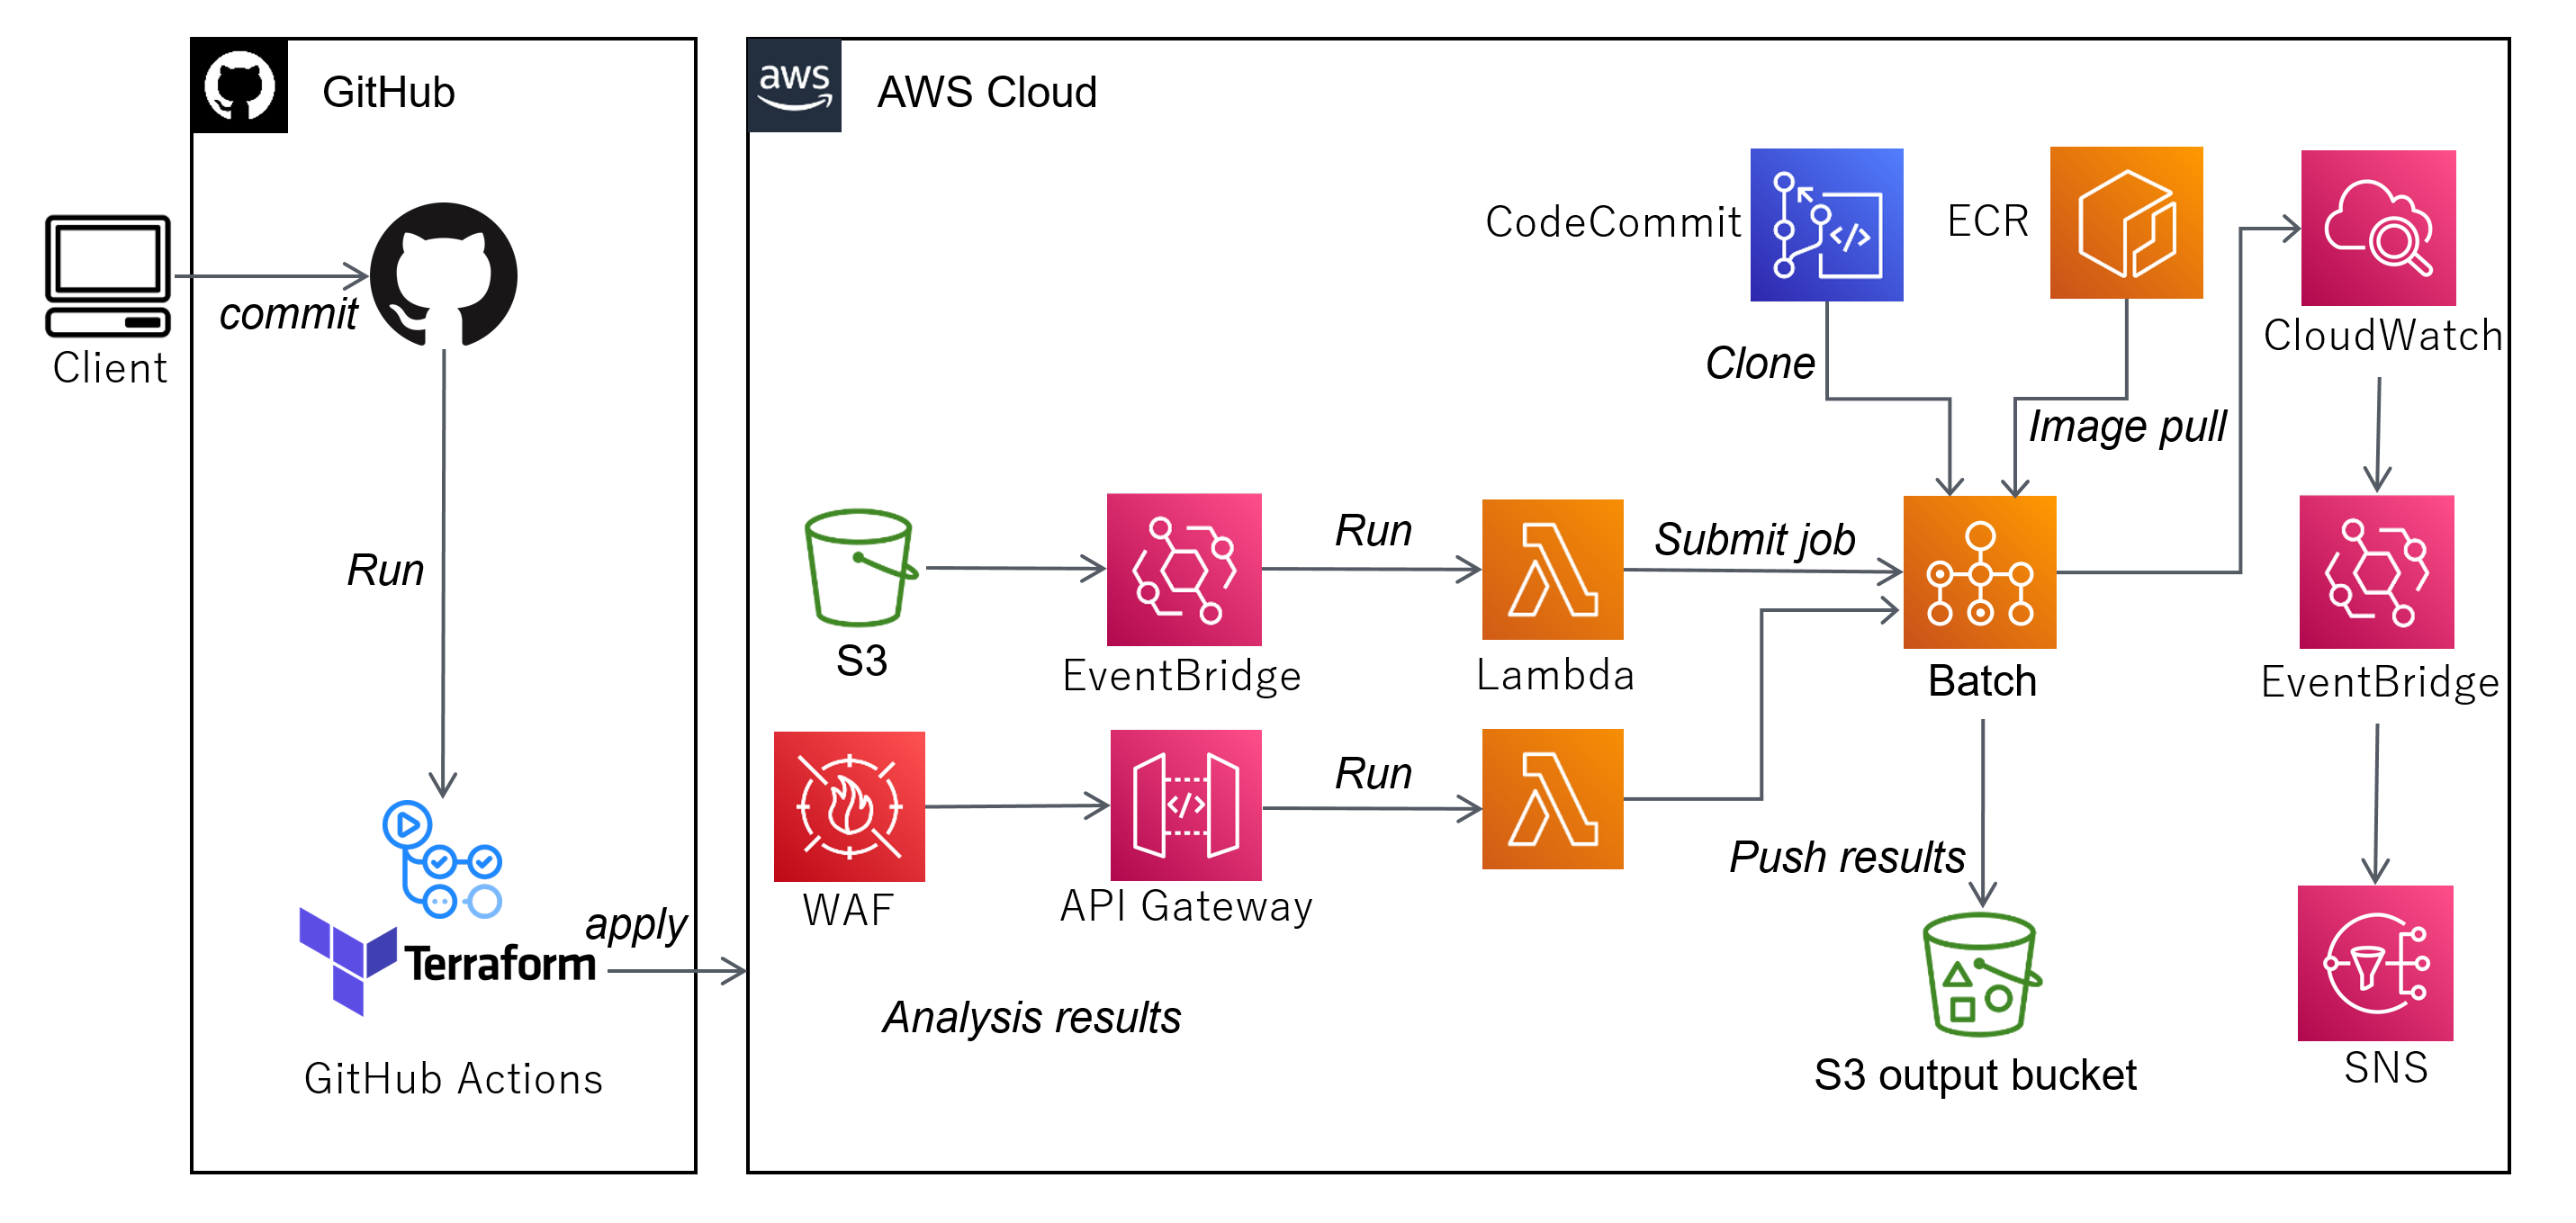 GitHub
aws
AWS Cloud
Client
commit
Run
Terraform
apply
GitHub Actions
CodeCommit
ECR
CloudWatch
Clone
Image pull
S3
EventBridge
Run
Lambda
Submit job
Batch
EventBridge
WAF
API Gateway
Run
Push results
Analysis results
S3 output bucket
SNS